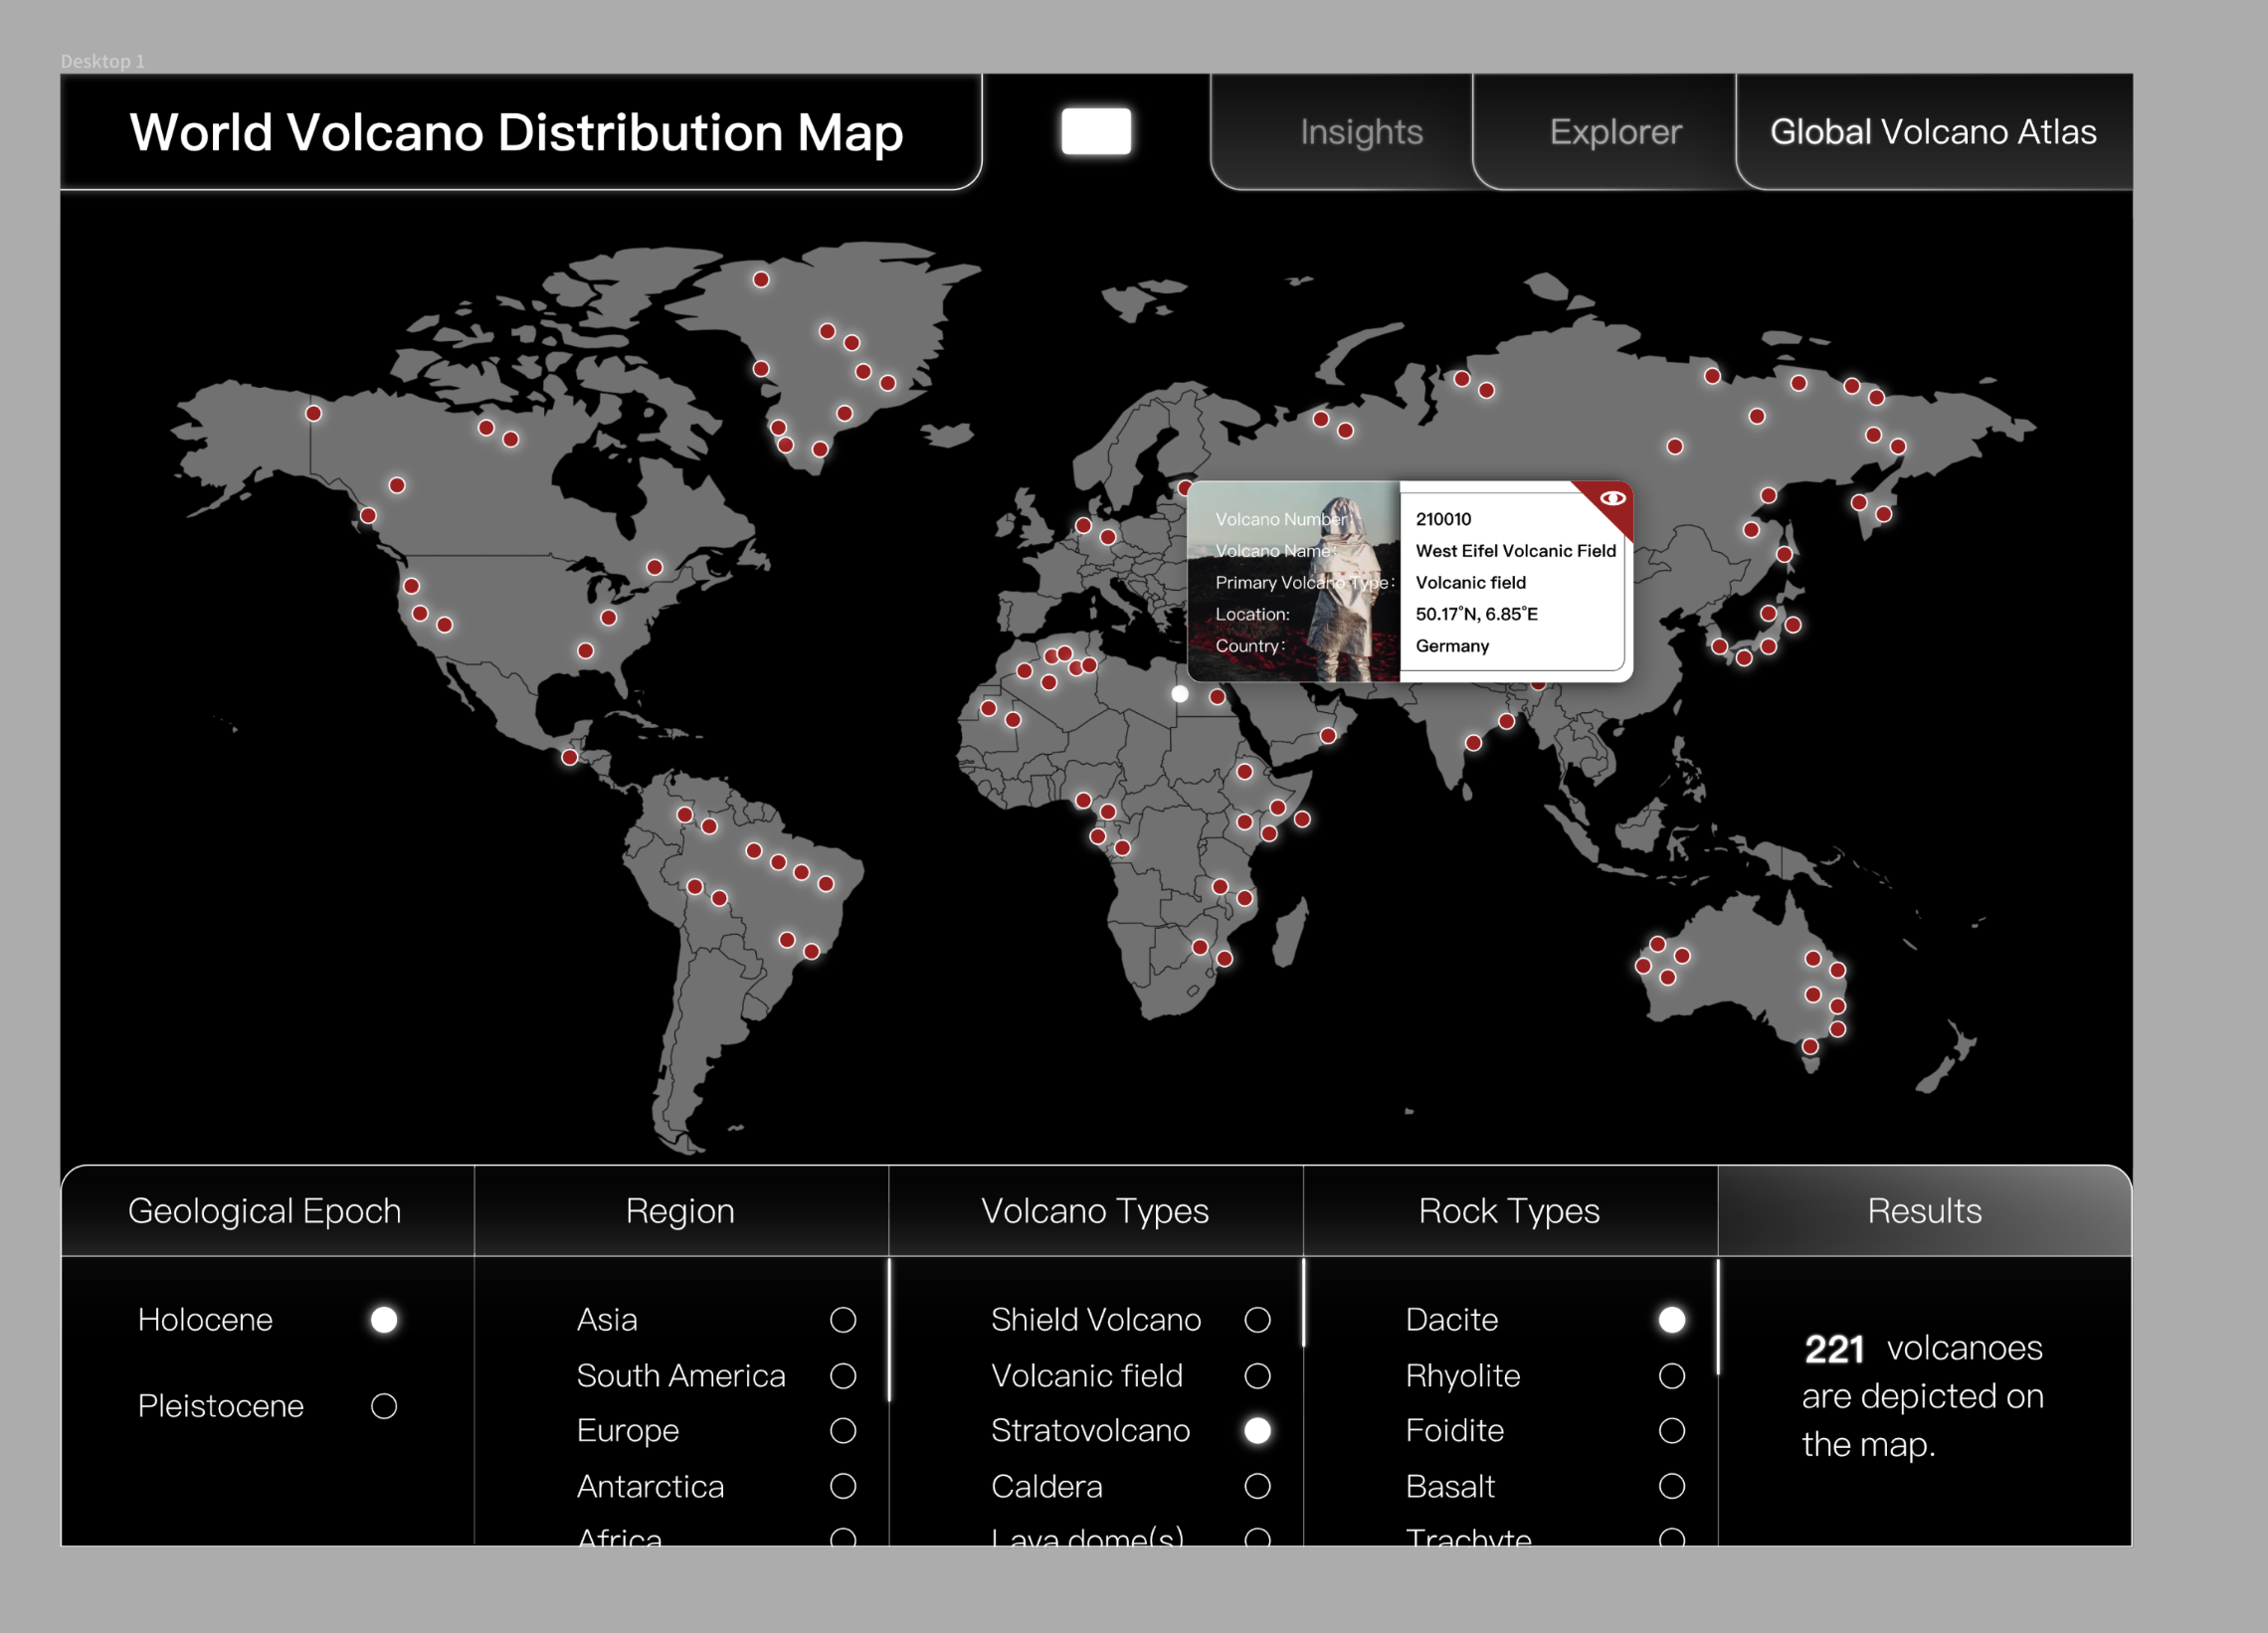 Desktop 1
World Volcano Distribution Map
Insights
Explorer
Global Volcano Atlas
Volcano Number: 210010
Volcano Name: West Eifel Volcanic Field
Primary Volcano Type: Volcanic field
Location: 50.17°N, 6.85°E
Country: Germany
Geological Epoch
Region
Volcano Types
Rock Types
Results
Holocene
Pleistocene
Asia
South America
Europe
Antarctica
Africa
Shield Volcano
Volcanic field
Stratovolcano
Caldera
Lava dome(s)
Dacite
Rhyolite
Foidite
Basalt
Trachyte
221 volcanoes
are depicted on
the map.